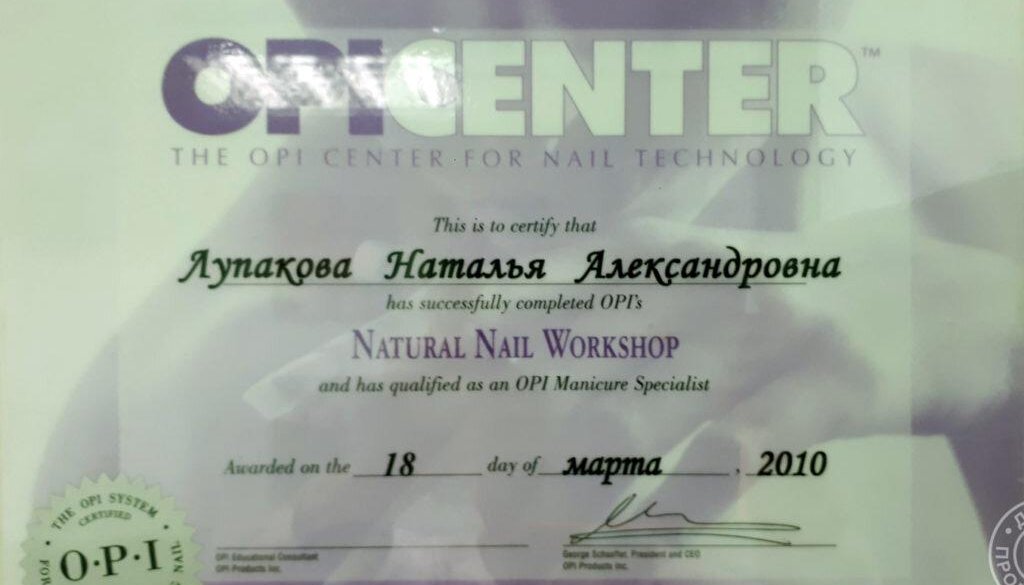 OPICENTER™
THE OPI CENTER FOR NAIL TECHNOLOGY
This is to certify that
Лупакова Наталья Александровна
has successfully completed OPI's
NATURAL NAIL WORKSHOP
and has qualified as an OPI Manicure Specialist
Awarded on the 18 day of марта, 2010
OPI Educational Consultant
OPI Products Inc.
George Schaeffer, President and CEO
OPI Products Inc.
THE OPI SYSTEM
CERTIFIED
O·P·I
FOR
NAIL